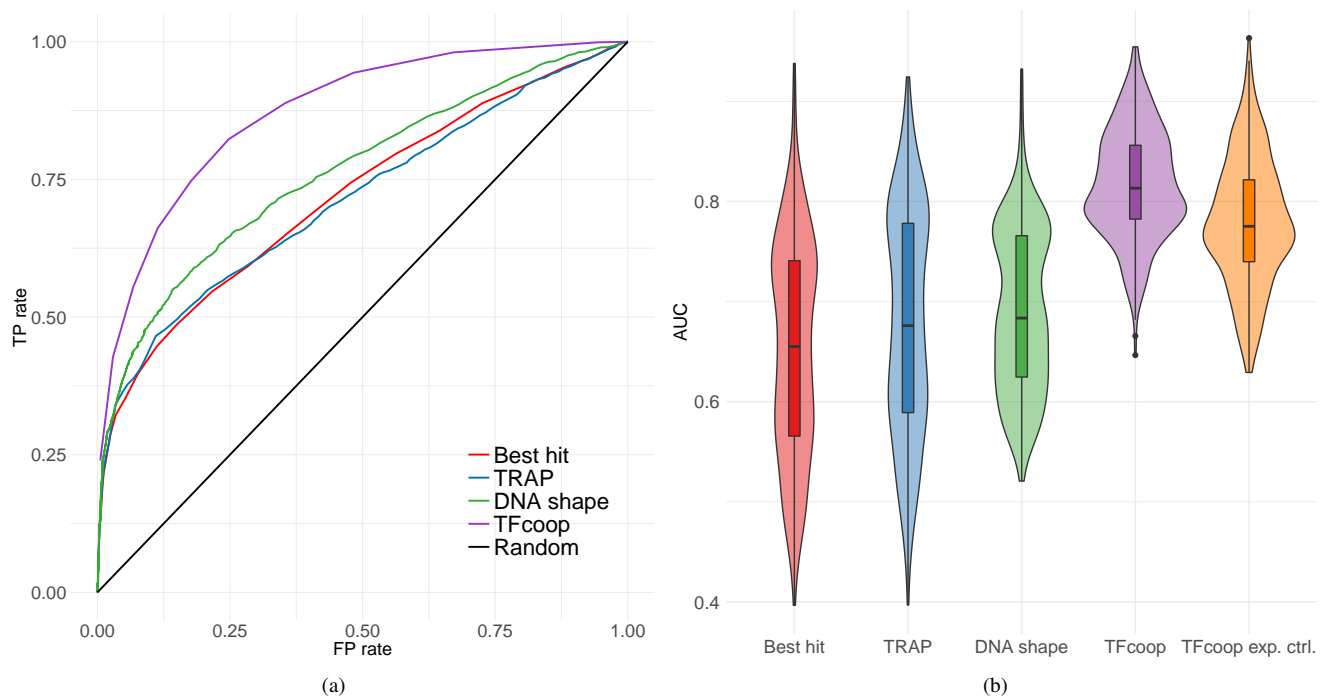 1.00
0.75
0.50
0.25
0.00
TP rate
0.00 0.25 0.50 0.75 1.00
FP rate
Best hit
TRAP
DNA shape
TFcoop
Random
(a)
AUC
0.8
0.6
0.4
Best hit TRAP DNA shape TFcoop TFcoop exp. ctrl.
(b)